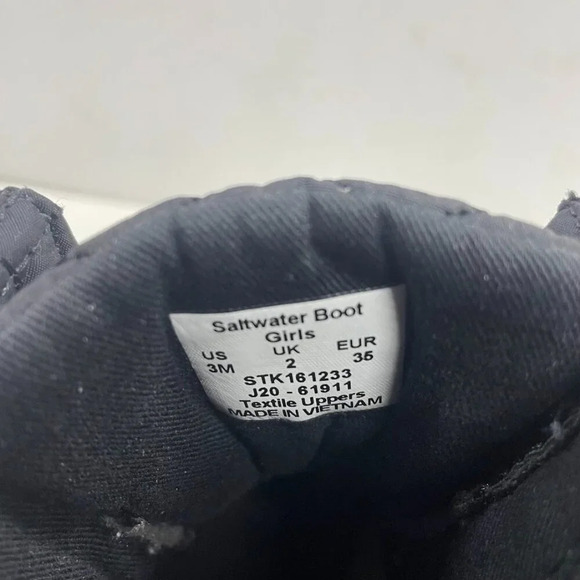 Saltwater Boot
Girls
US UK EUR
3M 2 35
STK161233
J20 - 61911
Textile Uppers
MADE IN VIETNAM